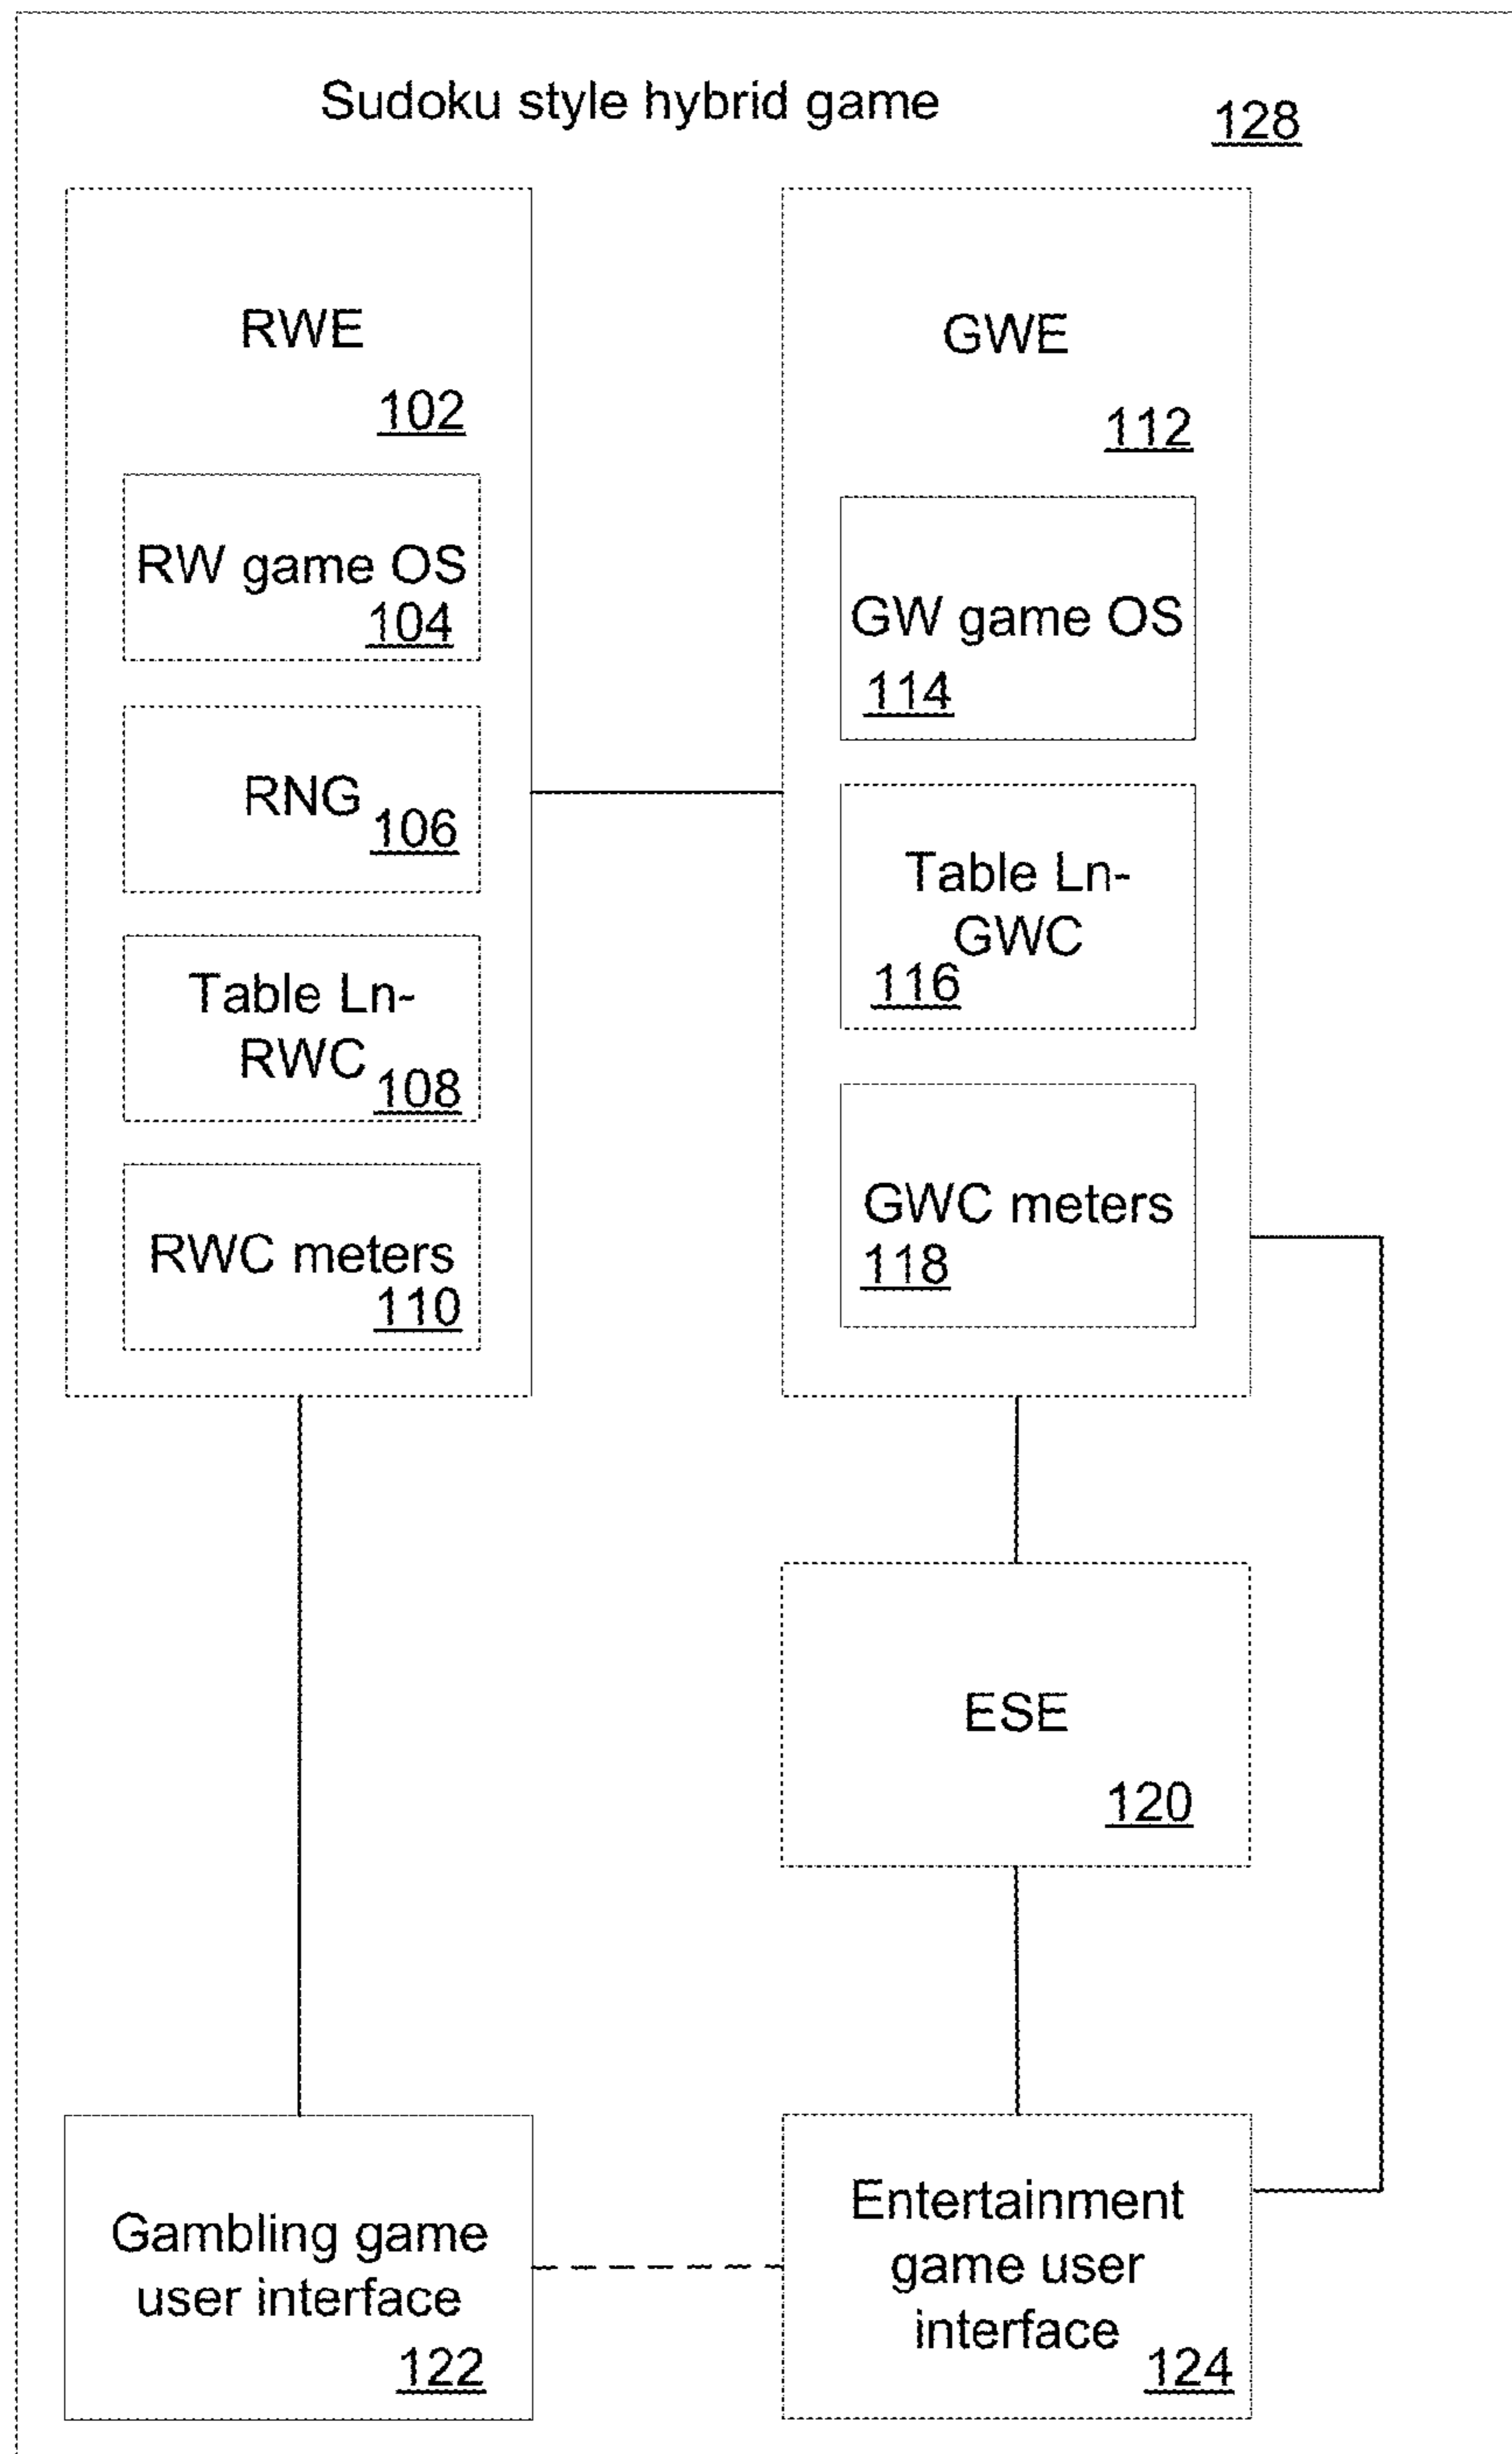 Sudoku style hybrid game
128
RWE
102
RW game OS
104
RNG
106
Table Ln-
RWC
108
RWC meters
110
GWE
112
GW game OS
114
Table Ln-
GWC
116
GWC meters
118
ESE
120
Gambling game
user interface
122
Entertainment
game user
interface
124